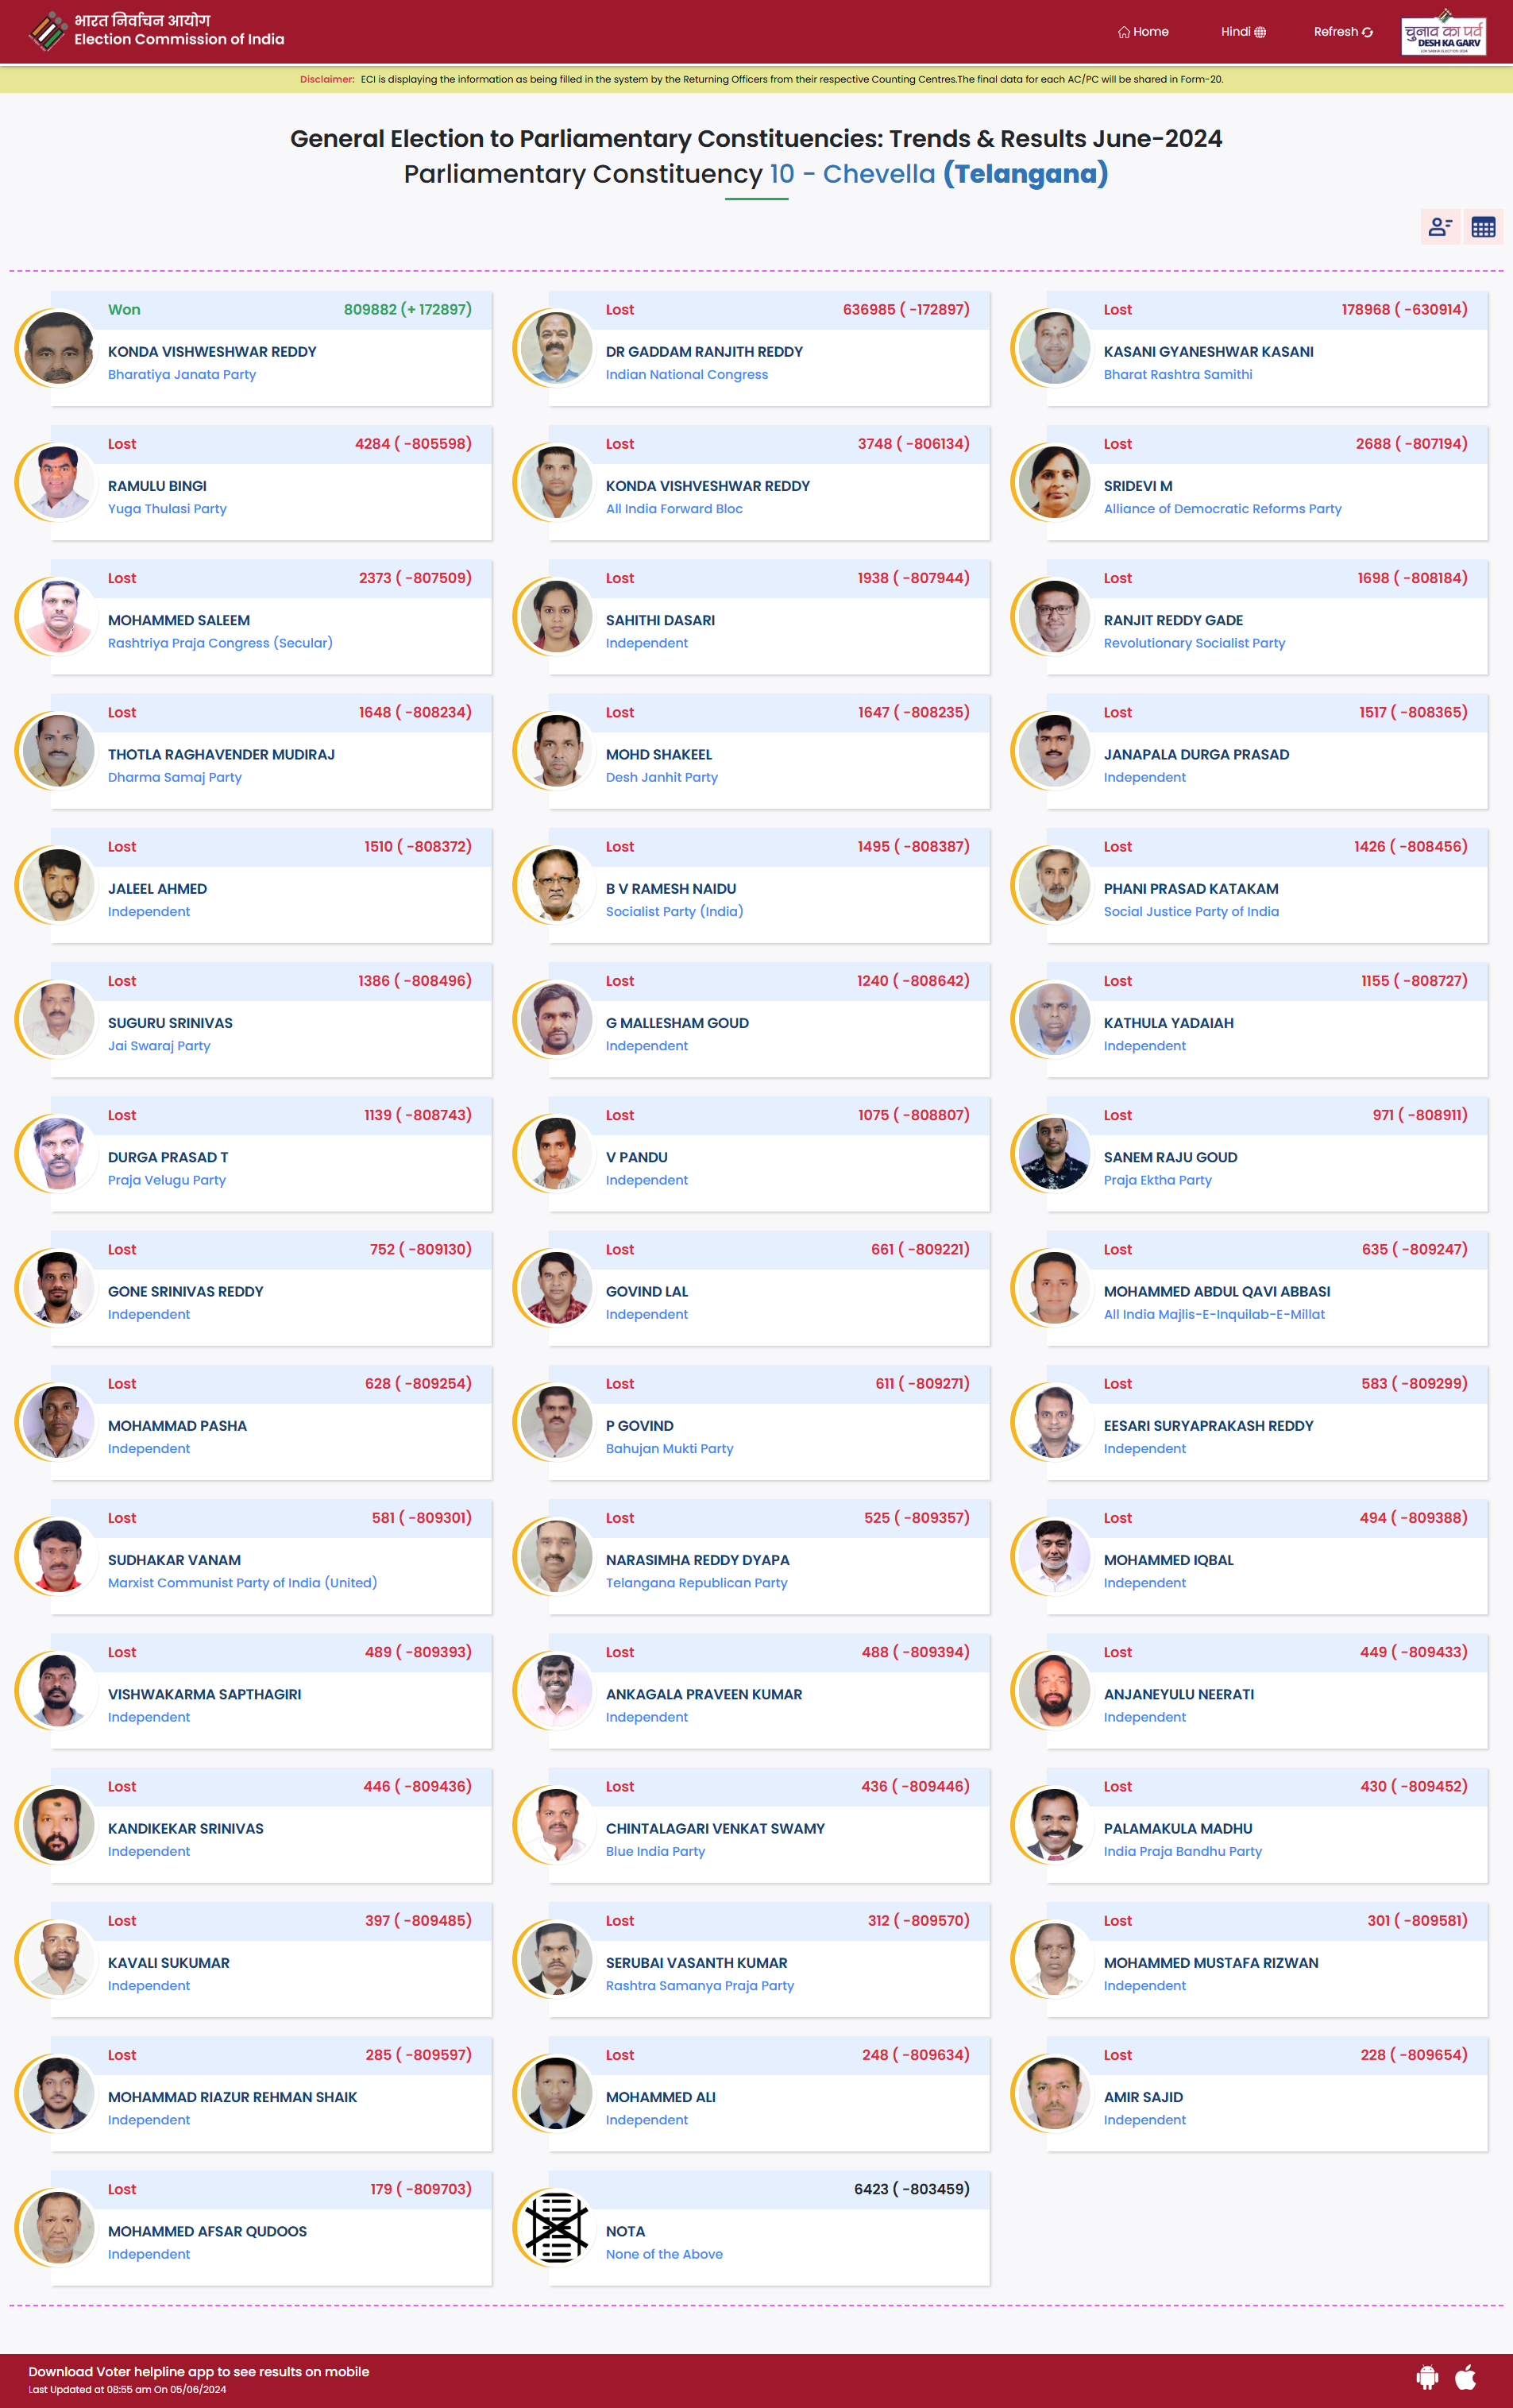 भारत निर्वाचन आयोग
Election Commission of India
Home
Hindi
Refresh
चुनाव का पर्व
DESH KA GARV
Disclaimer: ECI is displaying the information as being filled in the system by the Returning Officers from their respective Counting Centres.The final data for each AC/PC will be shared in Form-20.
General Election to Parliamentary Constituencies: Trends & Results June-2024
Parliamentary Constituency 10 - Chevella (Telangana)
Won 809882 (+ 172897)
KONDA VISHWESHWAR REDDY
Bharatiya Janata Party
Lost 636985 ( -172897)
DR GADDAM RANJITH REDDY
Indian National Congress
Lost 178968 ( -630914)
KASANI GYANESHWAR KASANI
Bharat Rashtra Samithi
Lost 4284 ( -805598)
RAMULU BINGI
Yuga Thulasi Party
Lost 3748 ( -806134)
KONDA VISHVESHWAR REDDY
All India Forward Bloc
Lost 2688 ( -807194)
SRIDEVI M
Alliance of Democratic Reforms Party
Lost 2373 ( -807509)
MOHAMMED SALEEM
Rashtriya Praja Congress (Secular)
Lost 1938 ( -807944)
SAHITHI DASARI
Independent
Lost 1698 ( -808184)
RANJIT REDDY GADE
Revolutionary Socialist Party
Lost 1648 ( -808234)
THOTLA RAGHAVENDER MUDIRAJ
Dharma Samaj Party
Lost 1647 ( -808235)
MOHD SHAKEEL
Desh Janhit Party
Lost 1517 ( -808365)
JANAPALA DURGA PRASAD
Independent
Lost 1510 ( -808372)
JALEEL AHMED
Independent
Lost 1495 ( -808387)
B V RAMESH NAIDU
Socialist Party (India)
Lost 1426 ( -808456)
PHANI PRASAD KATAKAM
Social Justice Party of India
Lost 1386 ( -808496)
SUGURU SRINIVAS
Jai Swaraj Party
Lost 1240 ( -808642)
G MALLESHAM GOUD
Independent
Lost 1155 ( -808727)
KATHULA YADAIAH
Independent
Lost 1139 ( -808743)
DURGA PRASAD T
Praja Velugu Party
Lost 1075 ( -808807)
V PANDU
Independent
Lost 971 ( -808911)
SANEM RAJU GOUD
Praja Ektha Party
Lost 752 ( -809130)
GONE SRINIVAS REDDY
Independent
Lost 661 ( -809221)
GOVIND LAL
Independent
Lost 635 ( -809247)
MOHAMMED ABDUL QAVI ABBASI
All India Majlis-E-Inquilab-E-Millat
Lost 628 ( -809254)
MOHAMMAD PASHA
Independent
Lost 611 ( -809271)
P GOVIND
Bahujan Mukti Party
Lost 583 ( -809299)
EESARI SURYAPRAKASH REDDY
Independent
Lost 581 ( -809301)
SUDHAKAR VANAM
Marxist Communist Party of India (United)
Lost 525 ( -809357)
NARASIMHA REDDY DYAPA
Telangana Republican Party
Lost 494 ( -809388)
MOHAMMED IQBAL
Independent
Lost 489 ( -809393)
VISHWAKARMA SAPTHAGIRI
Independent
Lost 488 ( -809394)
ANKAGALA PRAVEEN KUMAR
Independent
Lost 449 ( -809433)
ANJANEYULU NEERATI
Independent
Lost 446 ( -809436)
KANDIKEKAR SRINIVAS
Independent
Lost 436 ( -809446)
CHINTALAGARI VENKAT SWAMY
Blue India Party
Lost 430 ( -809452)
PALAMAKULA MADHU
India Praja Bandhu Party
Lost 397 ( -809485)
KAVALI SUKUMAR
Independent
Lost 312 ( -809570)
SERUBAI VASANTH KUMAR
Rashtra Samanya Praja Party
Lost 301 ( -809581)
MOHAMMED MUSTAFA RIZWAN
Independent
Lost 285 ( -809597)
MOHAMMAD RIAZUR REHMAN SHAIK
Independent
Lost 248 ( -809634)
MOHAMMED ALI
Independent
Lost 228 ( -809654)
AMIR SAJID
Independent
Lost 179 ( -809703)
MOHAMMED AFSAR QUDOOS
Independent
6423 ( -803459)
NOTA
None of the Above
Download Voter helpline app to see results on mobile
Last Updated at 08:55 am On 05/06/2024